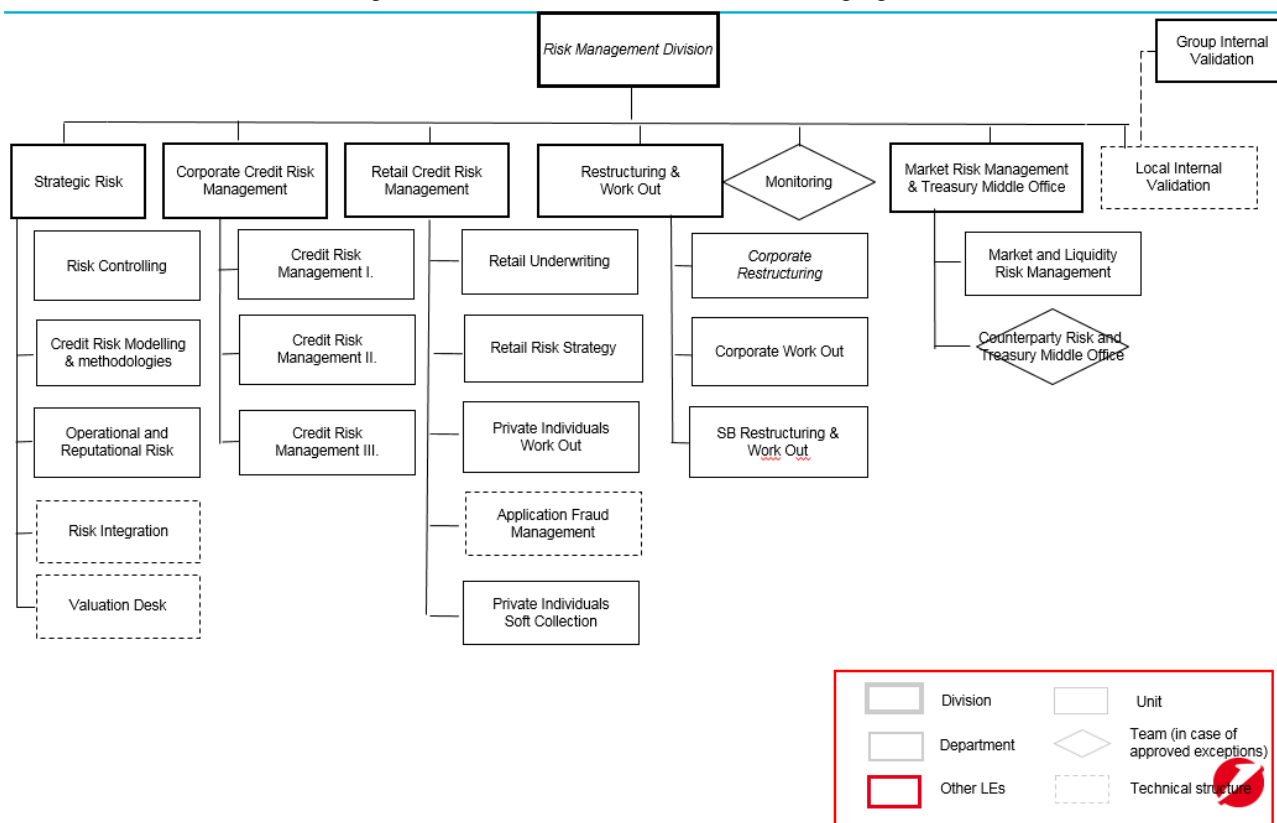 Risk Management Division
Group Internal
Validation
Strategic Risk
Corporate Credit Risk
Management
Retail Credit Risk
Management
Restructuring &
Work Out
Monitoring
Market Risk Management
& Treasury Middle Office
Local Internal
Validation
Risk Controlling
Credit Risk
Management I.
Retail Underwriting
Corporate
Restructuring
Market and Liquidity
Risk Management
Credit Risk Modelling
& methodologies
Credit Risk
Management II.
Retail Risk Strategy
Corporate Work Out
Counterparty Risk and
Treasury Middle Office
Operational and
Reputational Risk
Credit Risk
Management III.
Private Individuals
Work Out
SB Restructuring &
Work Out
Risk Integration
Application Fraud
Management
Valuation Desk
Private Individuals
Soft Collection
Division
Unit
Department
Team (in case of
approved exceptions)
Other LEs
Technical structure